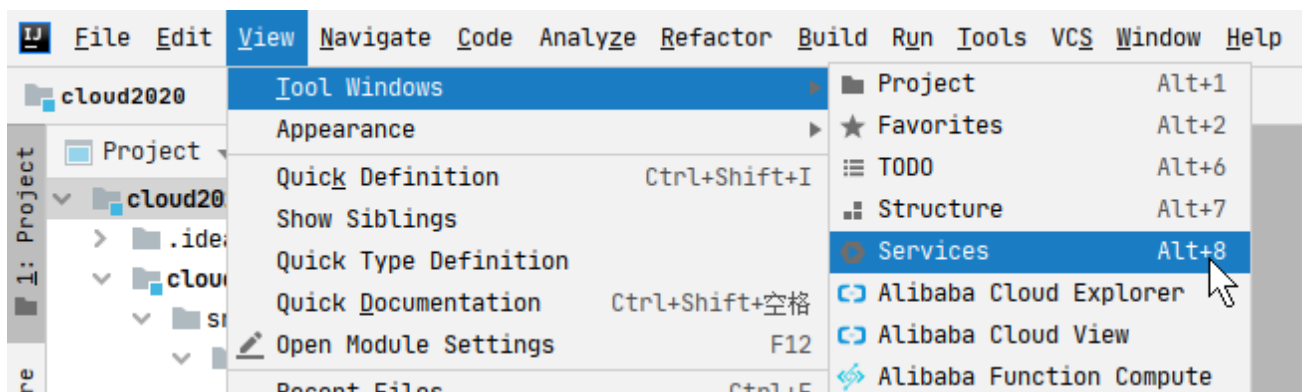 IJ File Edit View Navigate Code Analyze Refactor Build Run Tools VCS Window Help
cloud2020
Tool Windows
Appearance
Quick Definition Ctrl+Shift+I
Show Siblings
Quick Type Definition
Quick Documentation Ctrl+Shift+空格
Open Module Settings F12
Project Alt+1
Favorites Alt+2
TODO Alt+6
Structure Alt+7
Services Alt+8
Alibaba Cloud Explorer
Alibaba Cloud View
Alibaba Function Compute
Project
1: Project